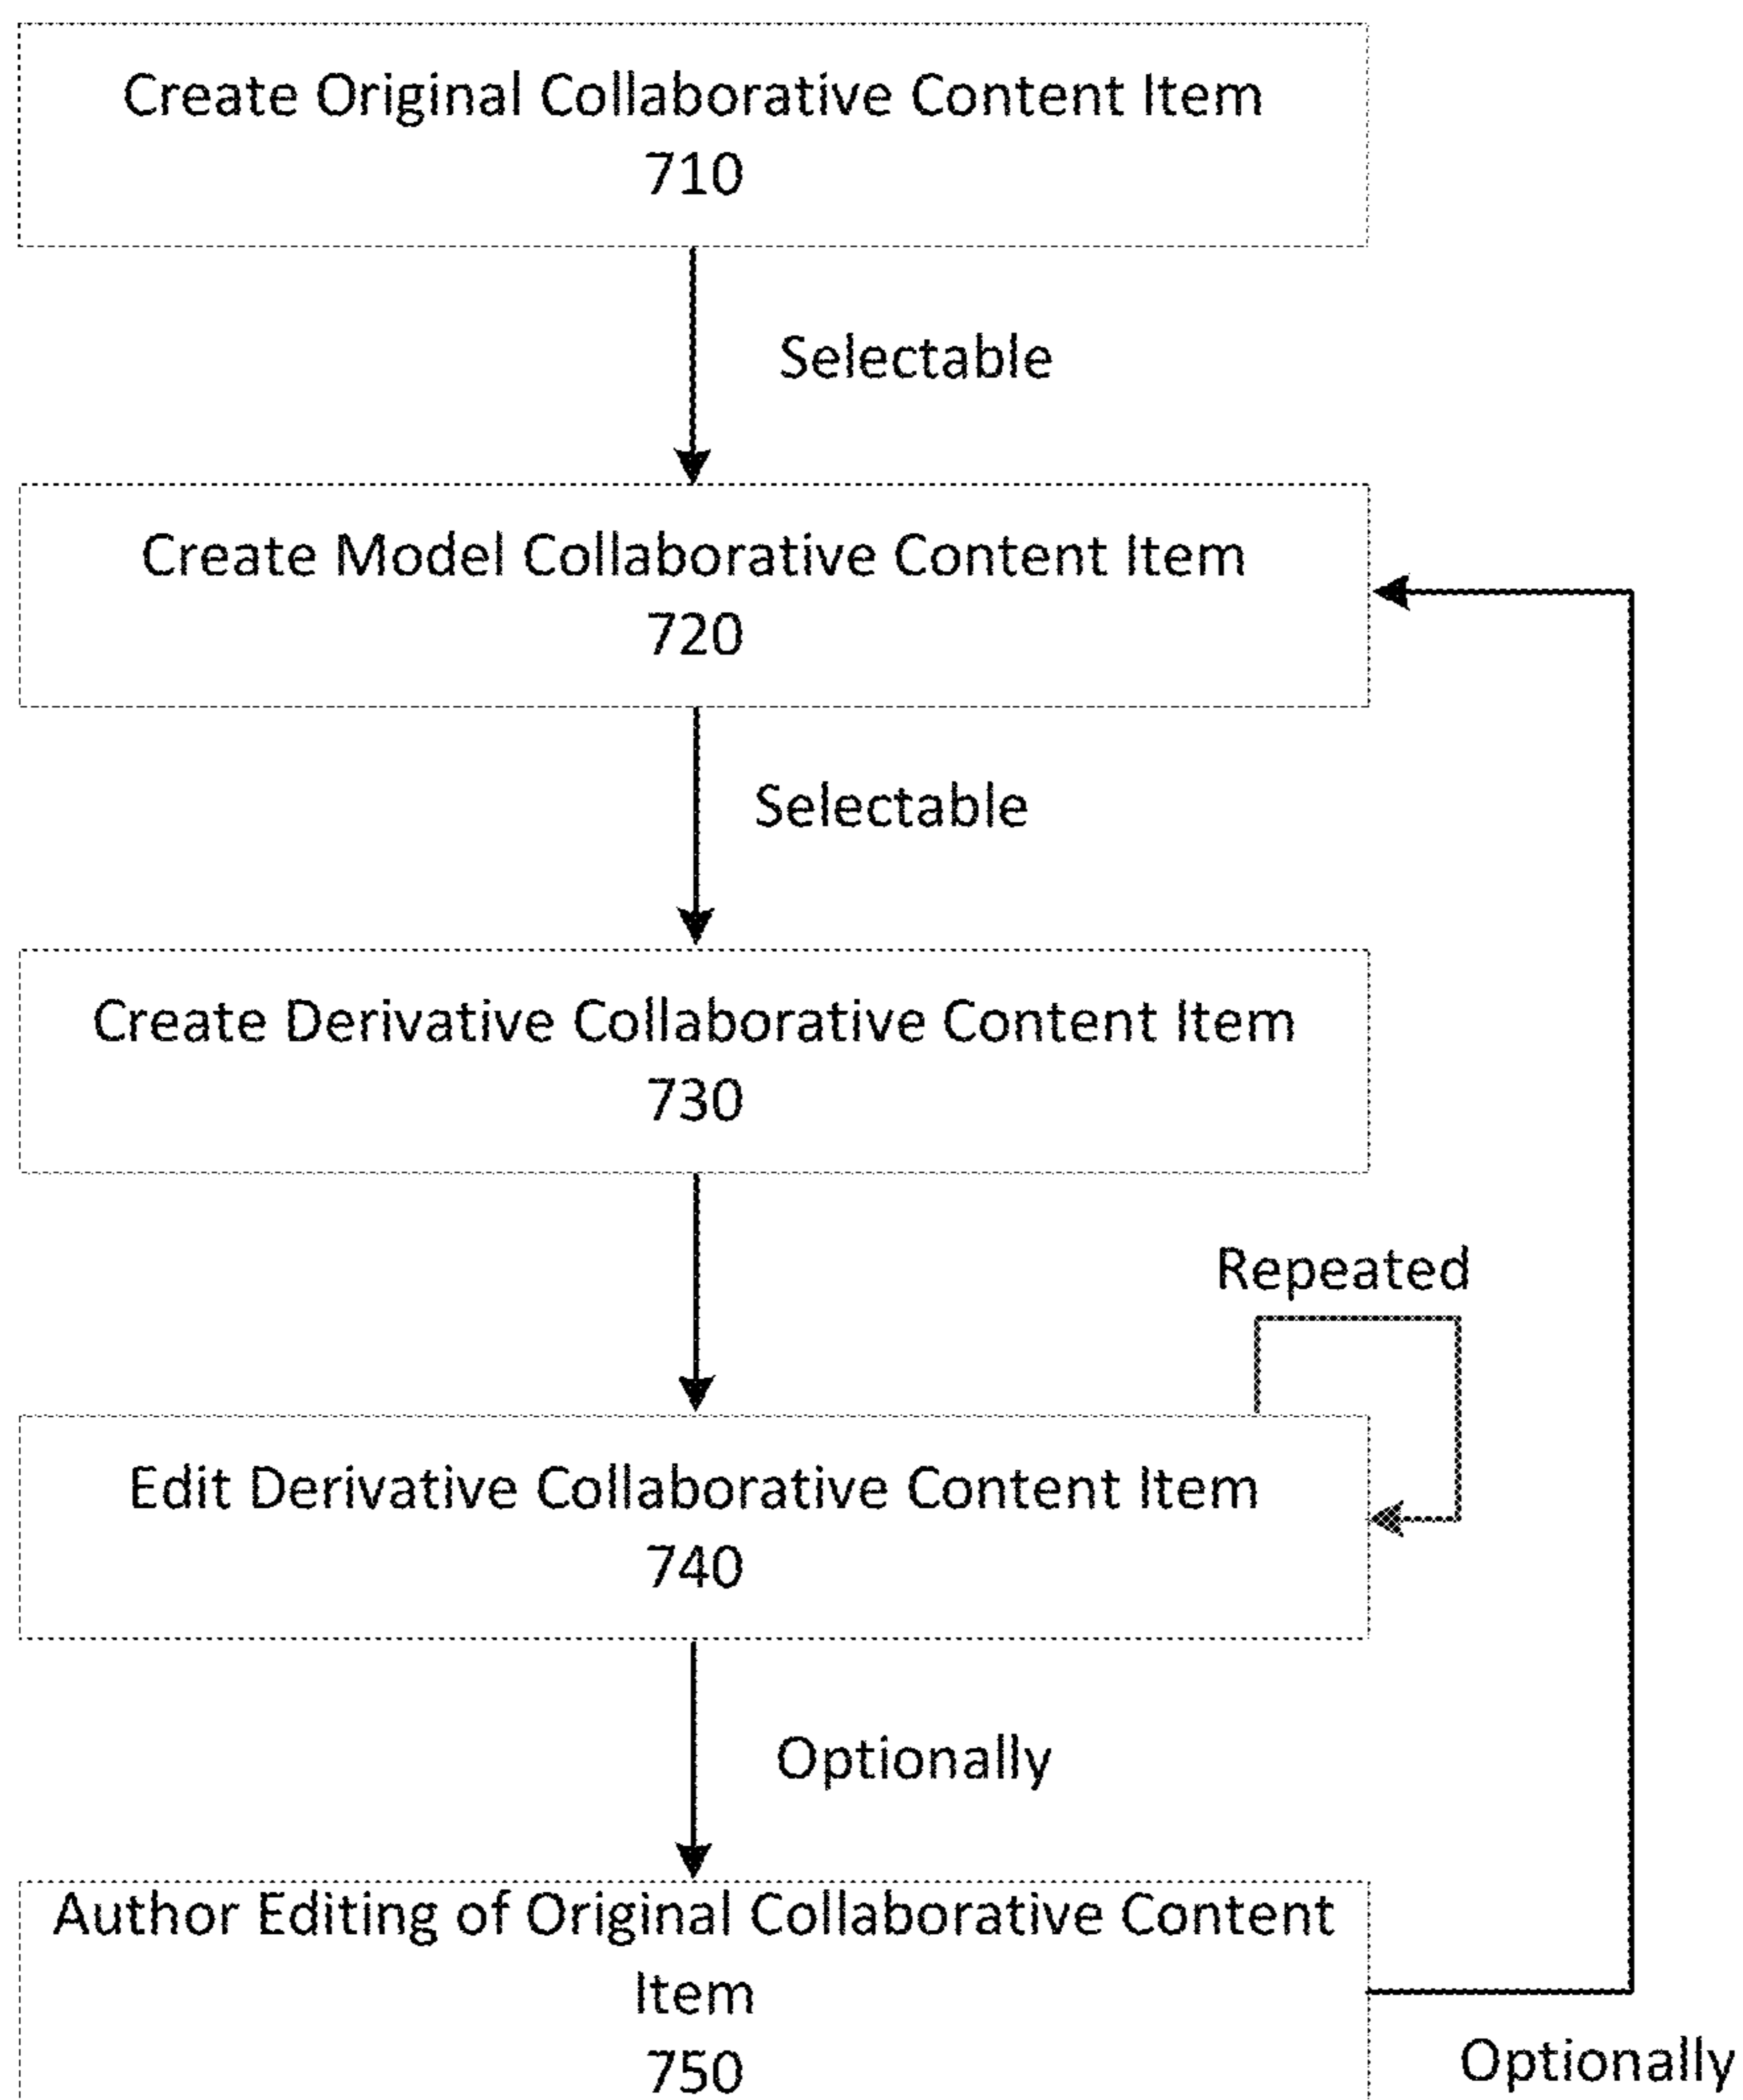 Create Original Collaborative Content Item
710
Selectable
Create Model Collaborative Content Item
720
Selectable
Create Derivative Collaborative Content Item
730
Repeated
Edit Derivative Collaborative Content Item
740
Optionally
Author Editing of Original Collaborative Content
Item
750
Optionally